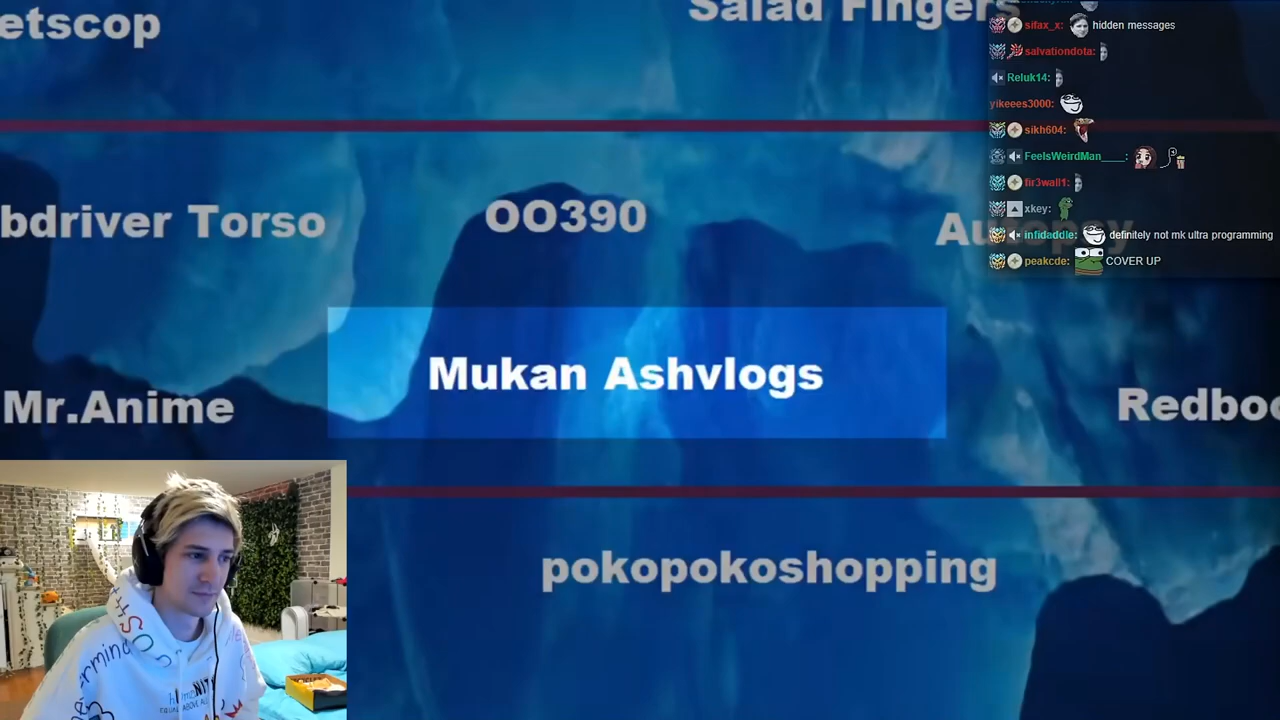 etscop
Salad Fingers
sifax_x: hidden messages
salvationdota:
Reluk14:
yikeees3000:
sikh604:
FeelsWeirdMan____:
fir3wall1:
xkey:
infidaddle: definitely not mk ultra programming
peakcde: COVER UP
bdriver Torso
OO390
Mukan Ashvlogs
Mr.Anime
Redboo
pokopokoshopping